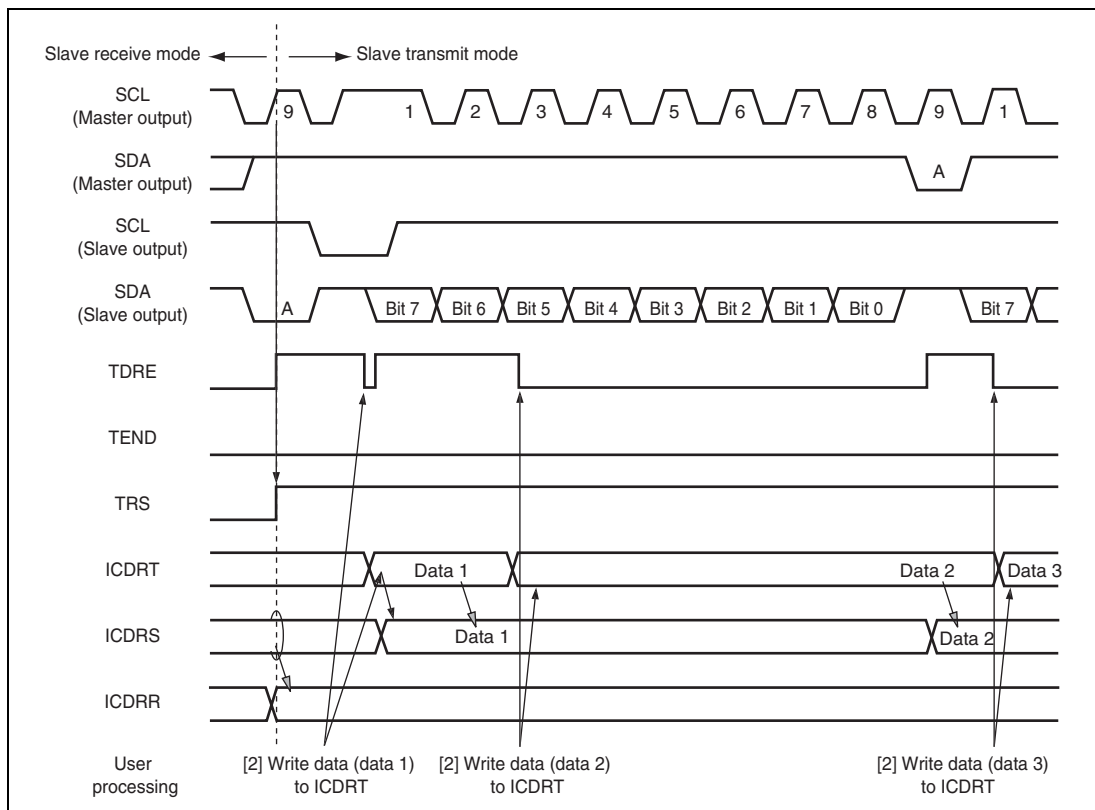 Slave receive mode
Slave transmit mode
SCL
(Master output)
9
1
2
3
4
5
6
7
8
9
1
SDA
(Master output)
A
SCL
(Slave output)
SDA
(Slave output)
A
Bit 7
Bit 6
Bit 5
Bit 4
Bit 3
Bit 2
Bit 1
Bit 0
Bit 7
TDRE
TEND
TRS
ICDRT
Data 1
Data 2
Data 3
ICDRS
Data 1
Data 2
ICDRR
User
processing
[2] Write data (data 1)
to ICDRT
[2] Write data (data 2)
to ICDRT
[2] Write data (data 3)
to ICDRT